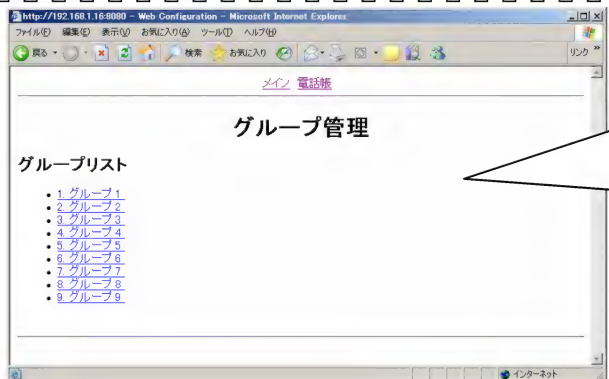 http://192.168.1.16:8080 - Web Configuration - Microsoft Internet Explorer
ファイル(F) 編集(E) 表示(V) お気に入り(A) ツール(T) ヘルプ(H)
戻る 検索 お気に入り リンク »
メイン 電話帳
グループ管理
グループリスト
1. グループ 1
2. グループ 2
3. グループ 3
4. グループ 4
5. グループ 5
6. グループ 6
7. グループ 7
8. グループ 8
9. グループ 9
インターネット